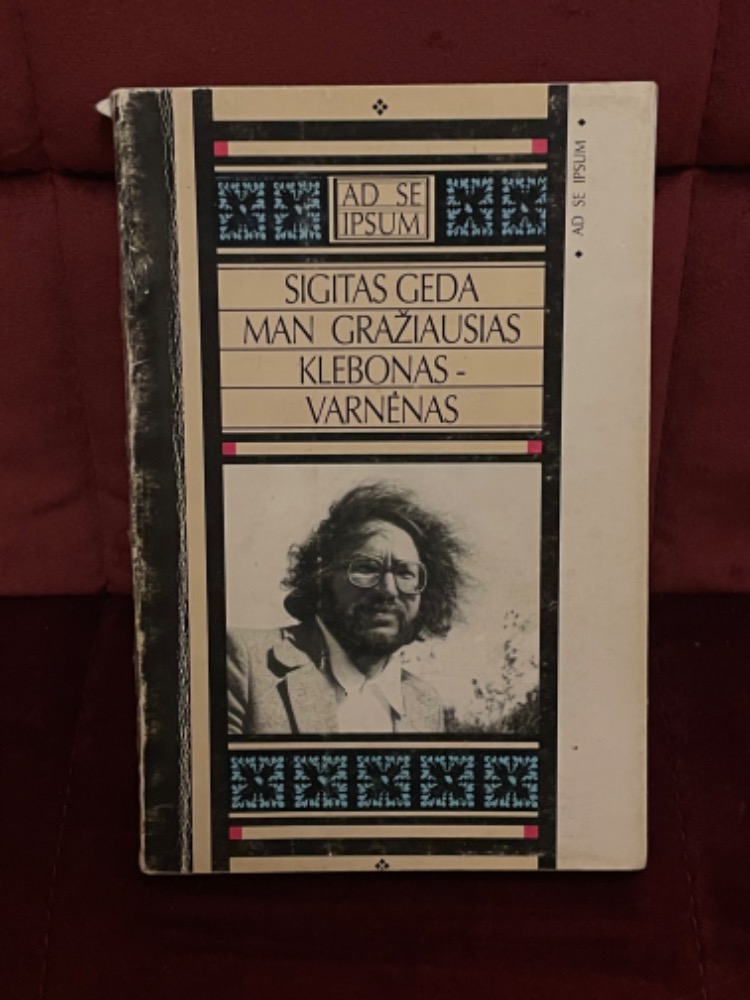 AD SE
IPSUM
SIGITAS GEDA
MAN GRAŽIAUSIAS
KLEBONAS -
VARNĖNAS
AD SE IPSUM